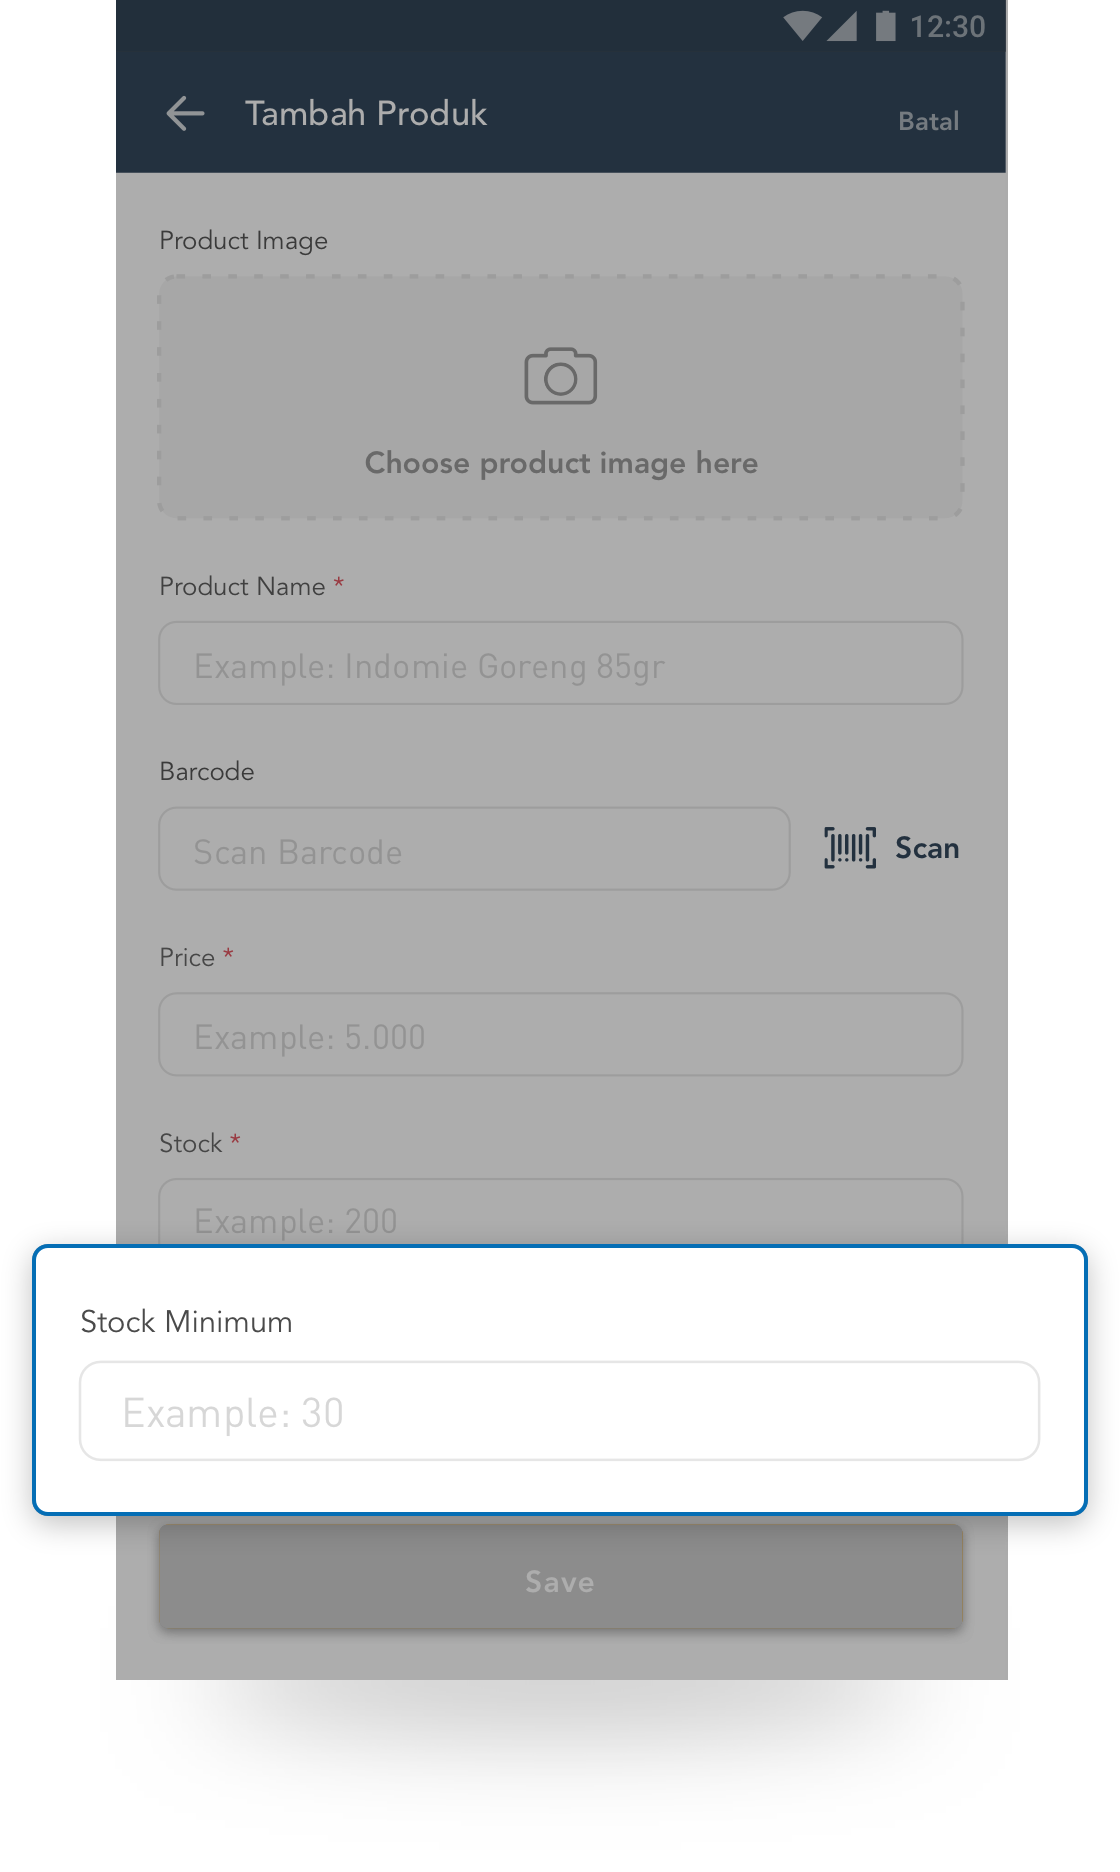 12:30
Tambah Produk
Batal
Product Image
Choose product image here
Product Name *
Example: Indomie Goreng 85gr
Barcode
Scan Barcode
Scan
Price *
Example: 5.000
Stock *
Example: 200
Stock Minimum
Example: 30
Save